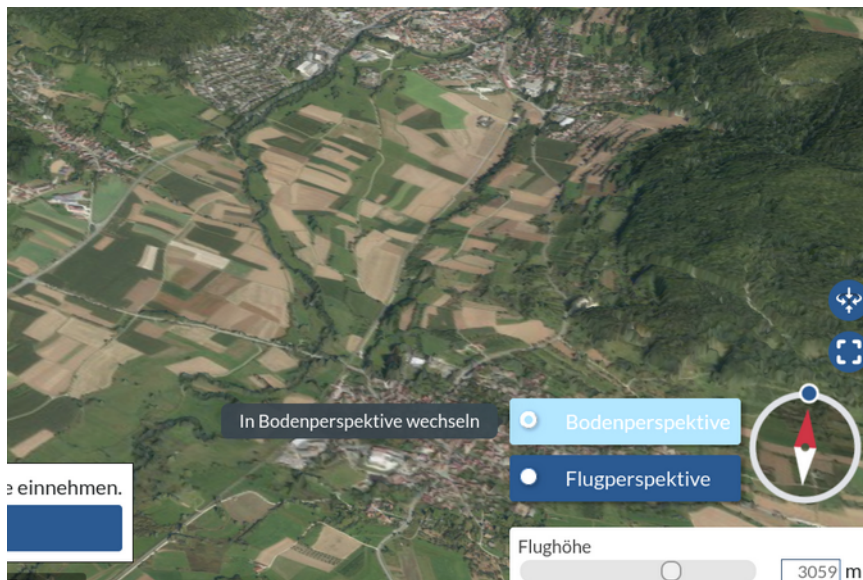 In Bodenperspektive wechseln
Bodenperspektive
e einnehmen.
Flugperspektive
Flughöhe
3059 m